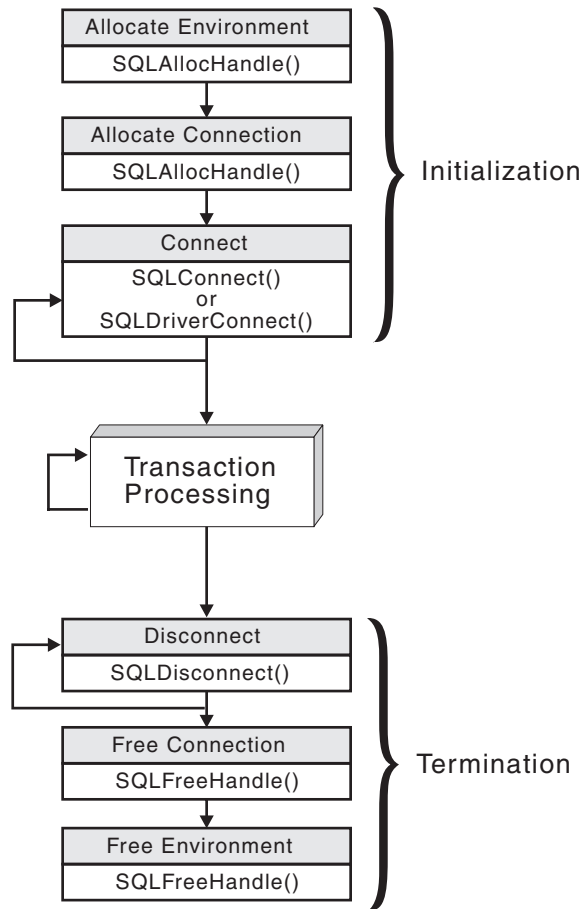 Allocate Environment
SQLAllocHandle()
Allocate Connection
SQLAllocHandle()
Initialization
Connect
SQLConnect()
or
SQLDriverConnect()
Transaction
Processing
Disconnect
SQLDisconnect()
Free Connection
Termination
SQLFreeHandle()
Free Environment
SQLFreeHandle()